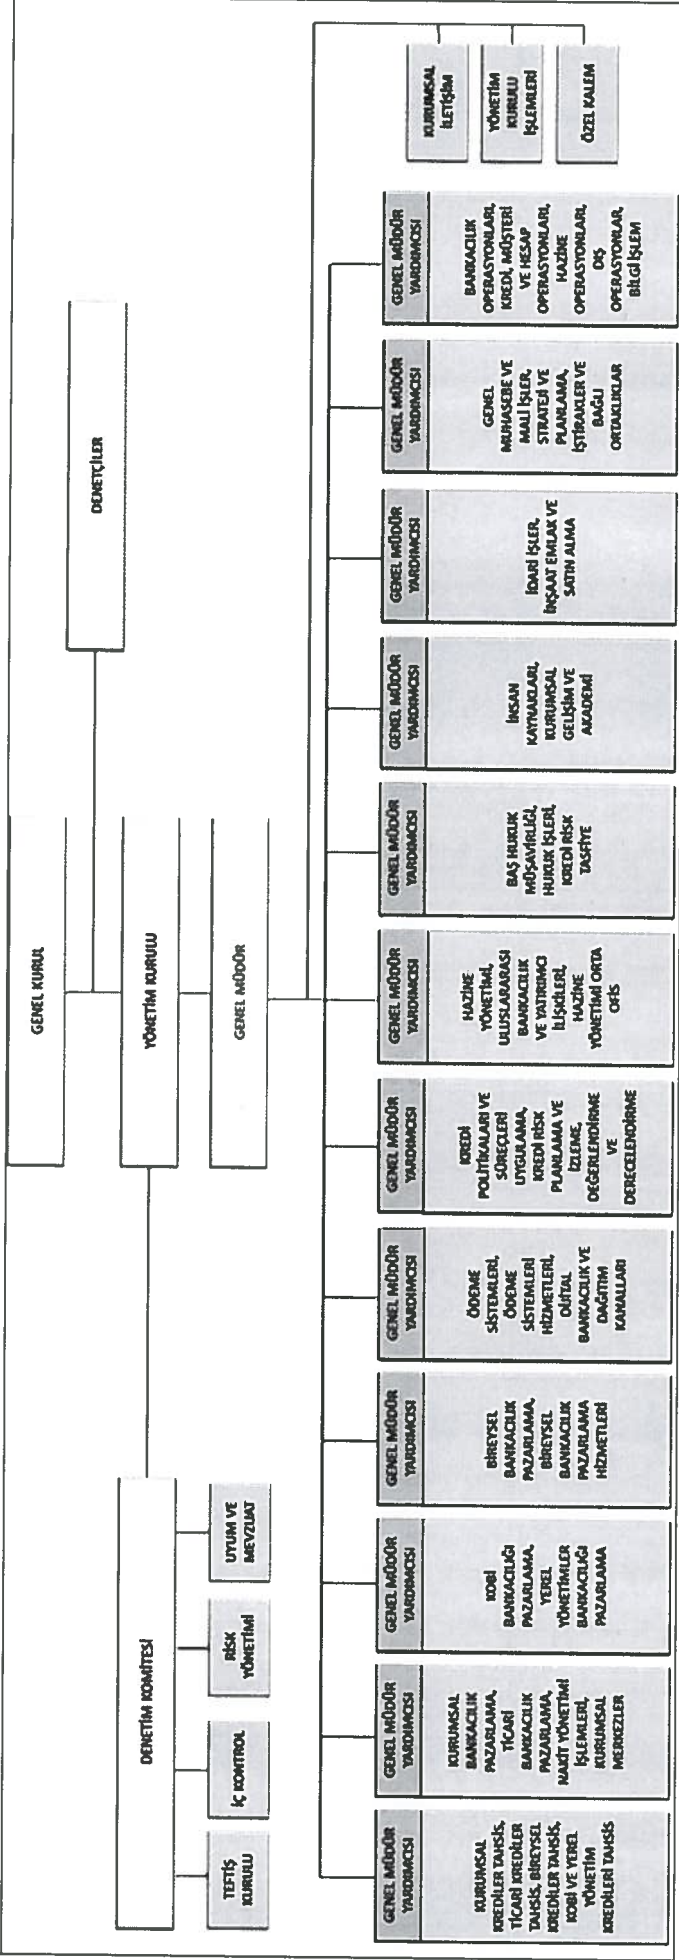 GENEL KURUL
DENETÇİLER
YÖNETİM KURULU
GENEL MÜDÜR
DENETİM KOMİTESİ
TEFTİŞ
KURULU
İÇ KONTROL
RİSK
YÖNETİMİ
UYUM VE
MEVZUAT
GENEL MÜDÜR
YARDIMCISI
KURUMSAL
KREDİLER TAHSİS,
TİCARİ KREDİLER
TAHSİS, BİREYSEL
KREDİLER TAHSİS,
KOBİ VE YEREL
YÖNETİM
KREDİLERİ TAHSİS
GENEL MÜDÜR
YARDIMCISI
KURUMSAL
BANKACILIK
PAZARLAMA,
TİCARİ
BANKACILIK
PAZARLAMA,
NAKİT YÖNETİMİ
İŞLEMLERİ,
KURUMSAL
MERKEZLER
GENEL MÜDÜR
YARDIMCISI
KOBİ
BANKACILIĞI
PAZARLAMA,
YEREL
YÖNETİMLER
BANKACILIĞI
PAZARLAMA
GENEL MÜDÜR
YARDIMCISI
BİREYSEL
BANKACILIK
PAZARLAMA,
BİREYSEL
BANKACILIK
PAZARLAMA
HİZMETLERİ
GENEL MÜDÜR
YARDIMCISI
ÖDEME
SİSTEMLERİ,
ÖDEME
SİSTEMLERİ
HİZMETLERİ,
DİJİTAL
BANKACILIK VE
DAĞITIM
KANALLARI
GENEL MÜDÜR
YARDIMCISI
KREDİ
POLİTİKALARI VE
SÜREÇLERİ
UYGULAMA,
KREDİ RİSK
PLANLAMA VE
İZLEME,
DEĞERLENDİRME
VE
DERECELENDİRME
GENEL MÜDÜR
YARDIMCISI
HAZİNE
YÖNETİMİ,
ULUSLARARASI
BANKACILIK
VE YATIRIMCI
İLİŞKİLERİ,
HAZİNE
YÖNETİMİ ORTA
OFİS
GENEL MÜDÜR
YARDIMCISI
BAŞ HUKUK
MÜŞAVİRLİĞİ,
HUKUK İŞLERİ,
KREDİ RİSK
TASFİYE
GENEL MÜDÜR
YARDIMCISI
İNSAN
KAYNAKLARI,
KURUMSAL
GELİŞİM VE
AKADEMİ
GENEL MÜDÜR
YARDIMCISI
İDARİ İŞLER,
İNŞAAT EMLAK VE
SATIN ALMA
GENEL MÜDÜR
YARDIMCISI
GENEL
MUHASEBE VE
MALİ İŞLER,
STRATEJİ VE
PLANLAMA,
İŞTİRAKLER VE
BAĞLI
ORTAKLIKLAR
GENEL MÜDÜR
YARDIMCISI
BANKACILIK
OPERASYONLARI,
KREDİ, MÜŞTERİ
VE HESAP
OPERASYONLARI,
HAZİNE
OPERASYONLARI,
DIŞ
OPERASYONLAR,
BİLGİ İŞLEM
KURUMSAL
İLETİŞİM
YÖNETİM
KURULU
İŞLEMLERİ
ÖZEL KALEM